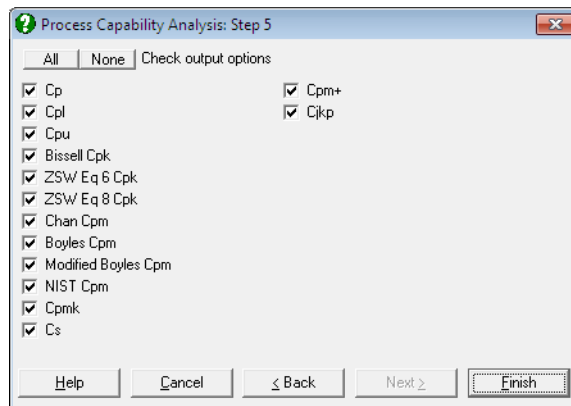 Process Capability Analysis: Step 5
All None Check output options
Cp
Cpl
Cpu
Bissell Cpk
ZSW Eq 6 Cpk
ZSW Eq 8 Cpk
Chan Cpm
Boyles Cpm
Modified Boyles Cpm
NIST Cpm
Cpmk
Cs
Cpm+
Cjkp
Help Cancel < Back Next > Finish